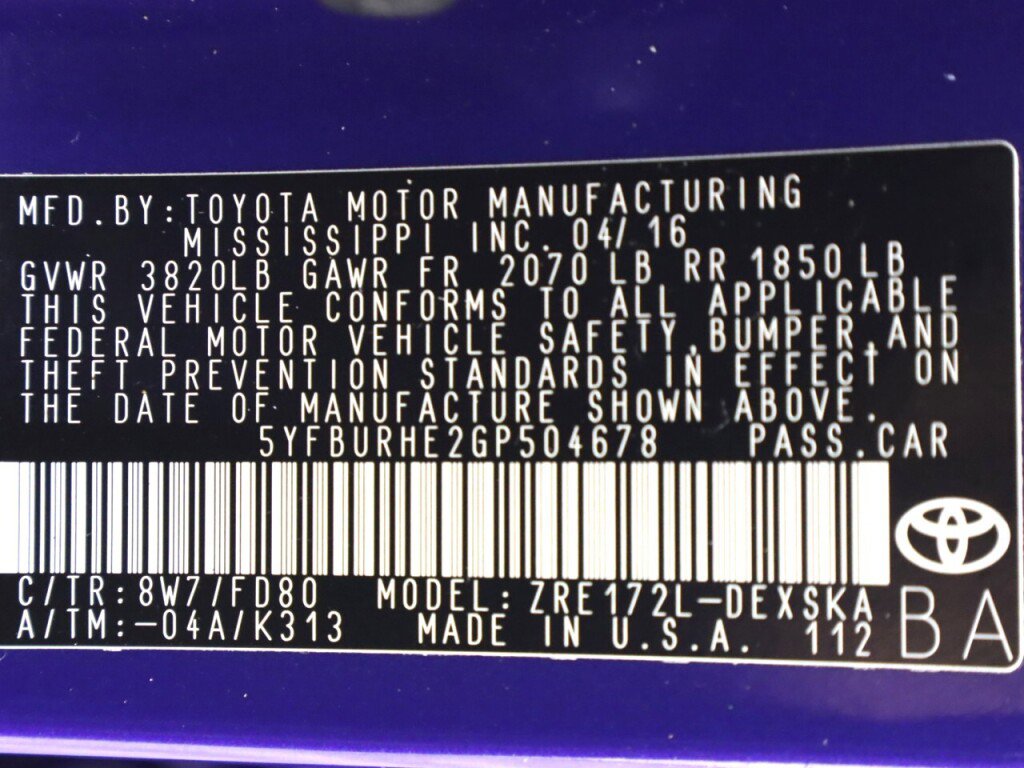 MFD.BY:TOYOTA MOTOR MANUFACTURING
MISSISSIPPI INC. 04/16
GVWR 3820LB GAWR FR 2070 LB RR 1850 LB
THIS VEHICLE CONFORMS TO ALL APPLICABLE
FEDERAL MOTOR VEHICLE SAFETY,BUMPER,AND
THEFT PREVENTION STANDARDS IN EFFECT ON
THE DATE OF MANUFACTURE SHOWN ABOVE.
5YFBURHE2GP504678 PASS.CAR
C/TR:8W7/FD80 MODEL:ZRE172L-DEXSKA
A/TM:-04A/K313 MADE IN U.S.A. 112
BA